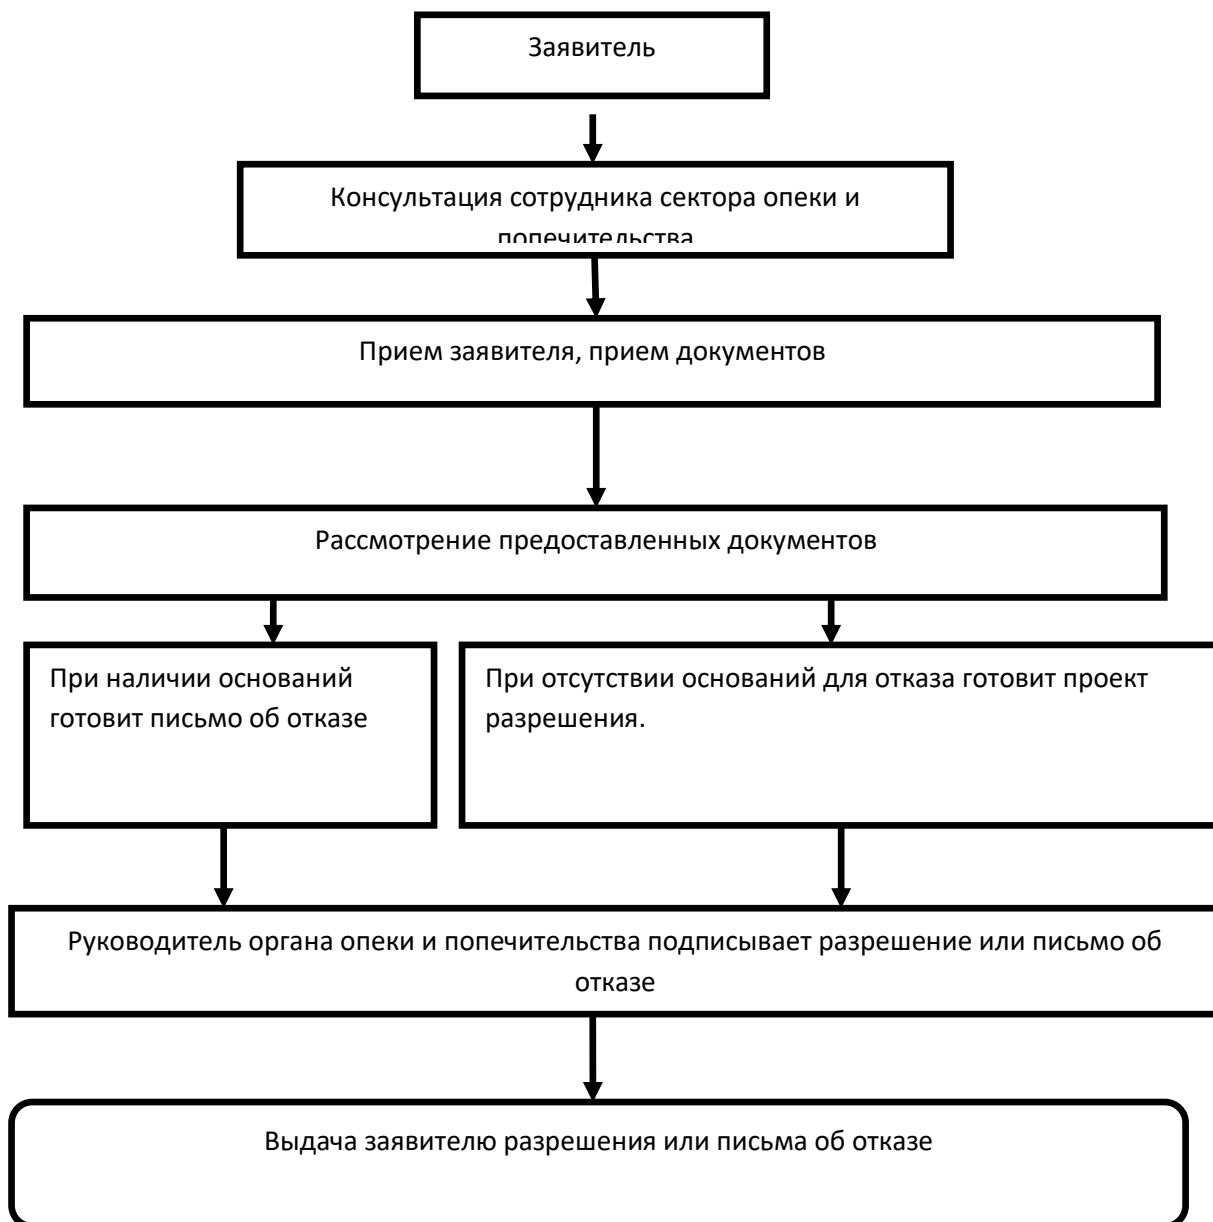 Заявитель
Консультация сотрудника сектора опеки и
попечительства
Прием заявителя, прием документов
Рассмотрение предоставленных документов
При наличии оснований
готовит письмо об отказе
При отсутствии оснований для отказа готовит проект
разрешения.
Руководитель органа опеки и попечительства подписывает разрешение или письмо об
отказе
Выдача заявителю разрешения или письма об отказе